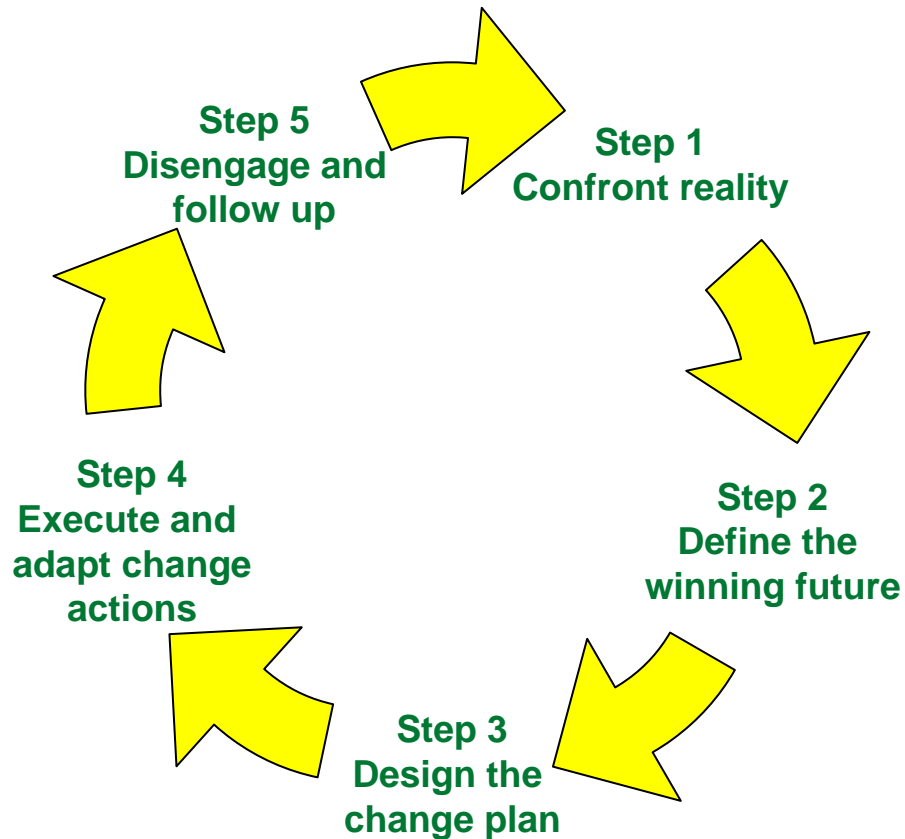 Step 1
Confront reality
Step 2
Define the
winning future
Step 3
Design the
change plan
Step 4
Execute and
adapt change
actions
Step 5
Disengage and
follow up